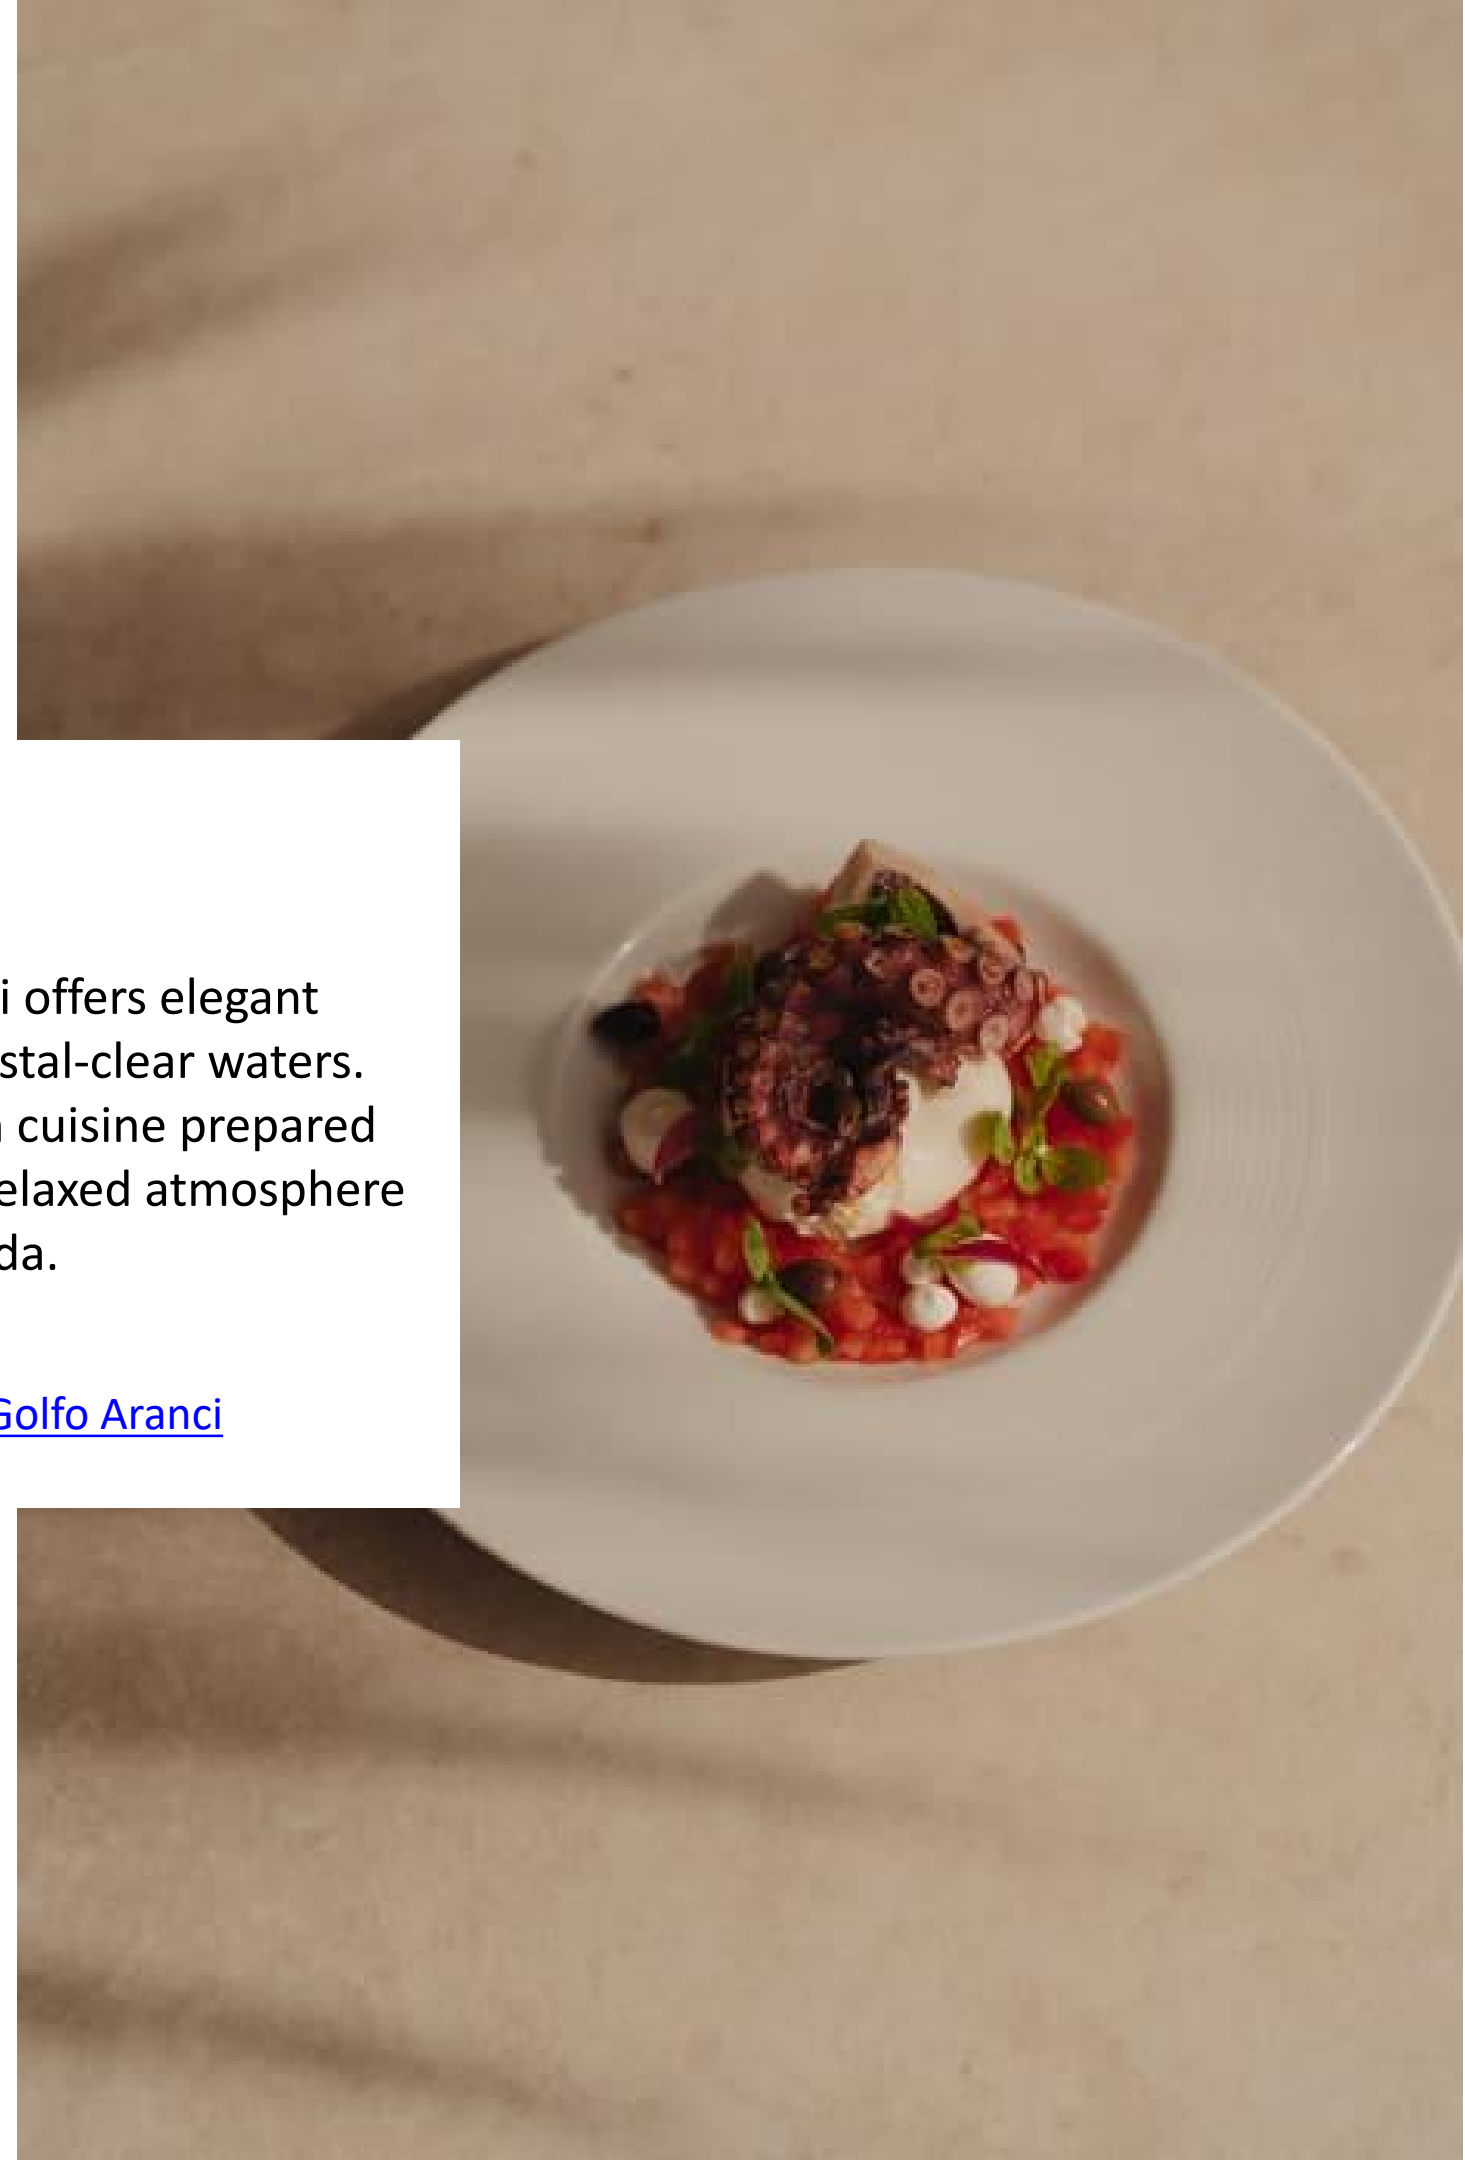 i offers elegant
stal-clear waters.
cuisine prepared
elaxed atmosphere
da.
Golfo Aranci